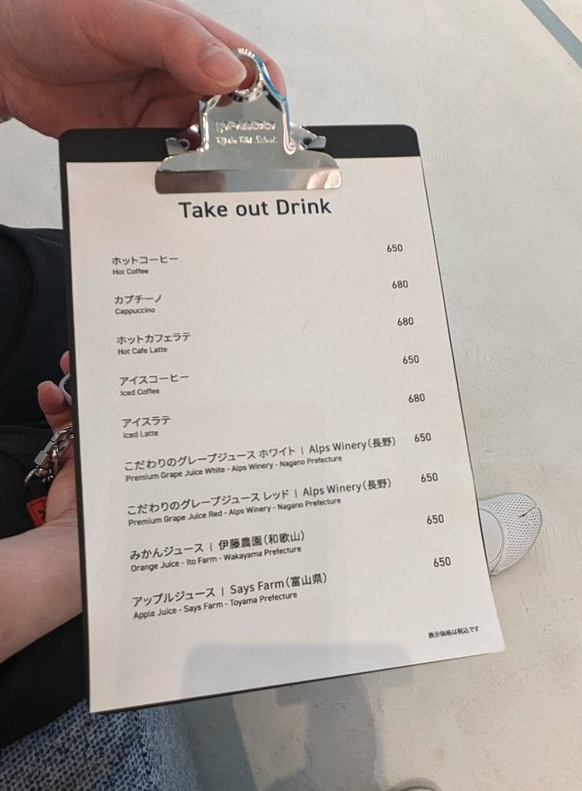 Take out Drink
ホットコーヒー 650
Hot Coffee
カプチーノ 680
Cappuccino
ホットカフェラテ 680
Hot Cafe Latte
アイスコーヒー 650
Iced Coffee
アイスラテ 680
Iced Latte
こだわりのグレープジュース ホワイト | Alps Winery(長野) 650
Premium Grape Juice White - Alps Winery - Nagano Prefecture
こだわりのグレープジュース レッド | Alps Winery(長野) 650
Premium Grape Juice Red - Alps Winery - Nagano Prefecture
みかんジュース | 伊藤農園(和歌山) 650
Orange Juice - Ito Farm - Wakayama Prefecture
アップルジュース | Says Farm(富山県) 650
Apple Juice - Says Farm - Toyama Prefecture
表示価格は税込です